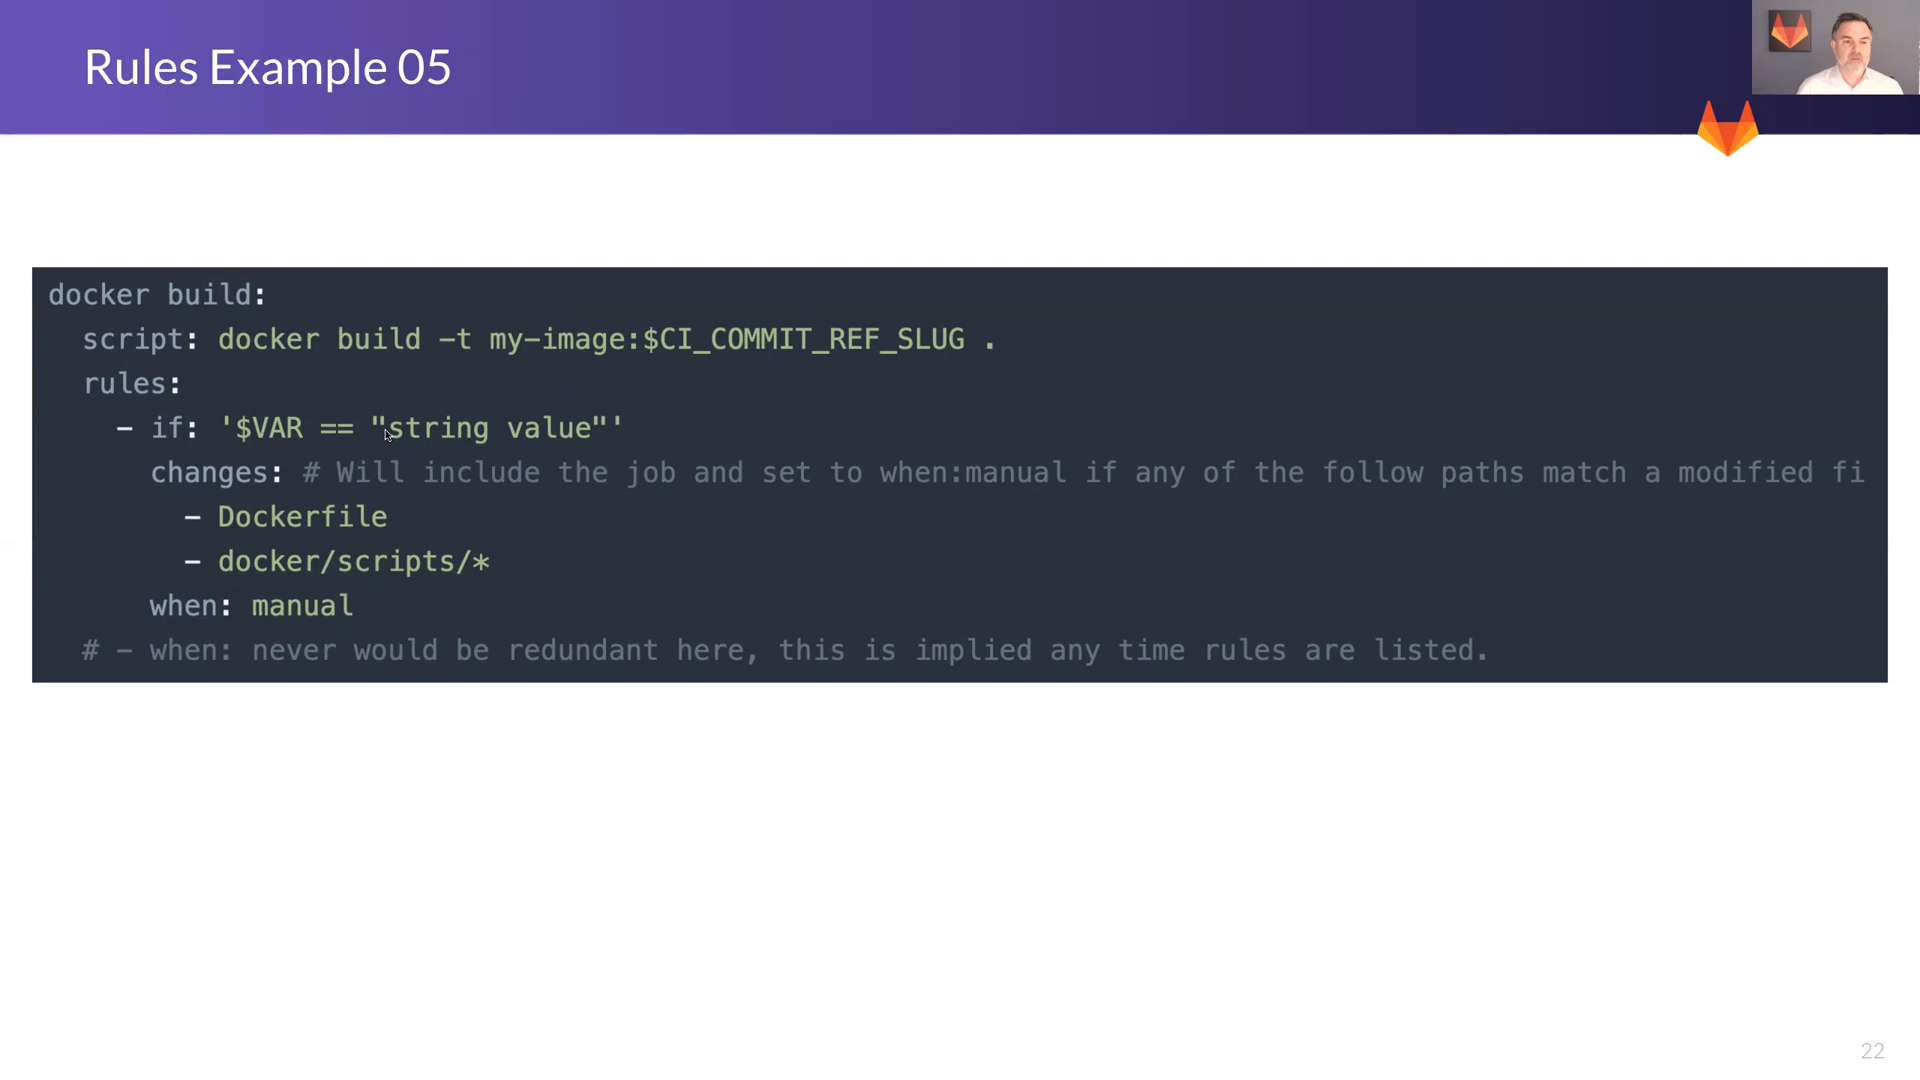 Rules Example 05
docker build:
script: docker build -t my-image:$CI_COMMIT_REF_SLUG .
rules:
- if: '$VAR == "string value"'
changes: # Will include the job and set to when:manual if any of the follow paths match a modified fi
- Dockerfile
- docker/scripts/*
when: manual
# - when: never would be redundant here, this is implied any time rules are listed.
22